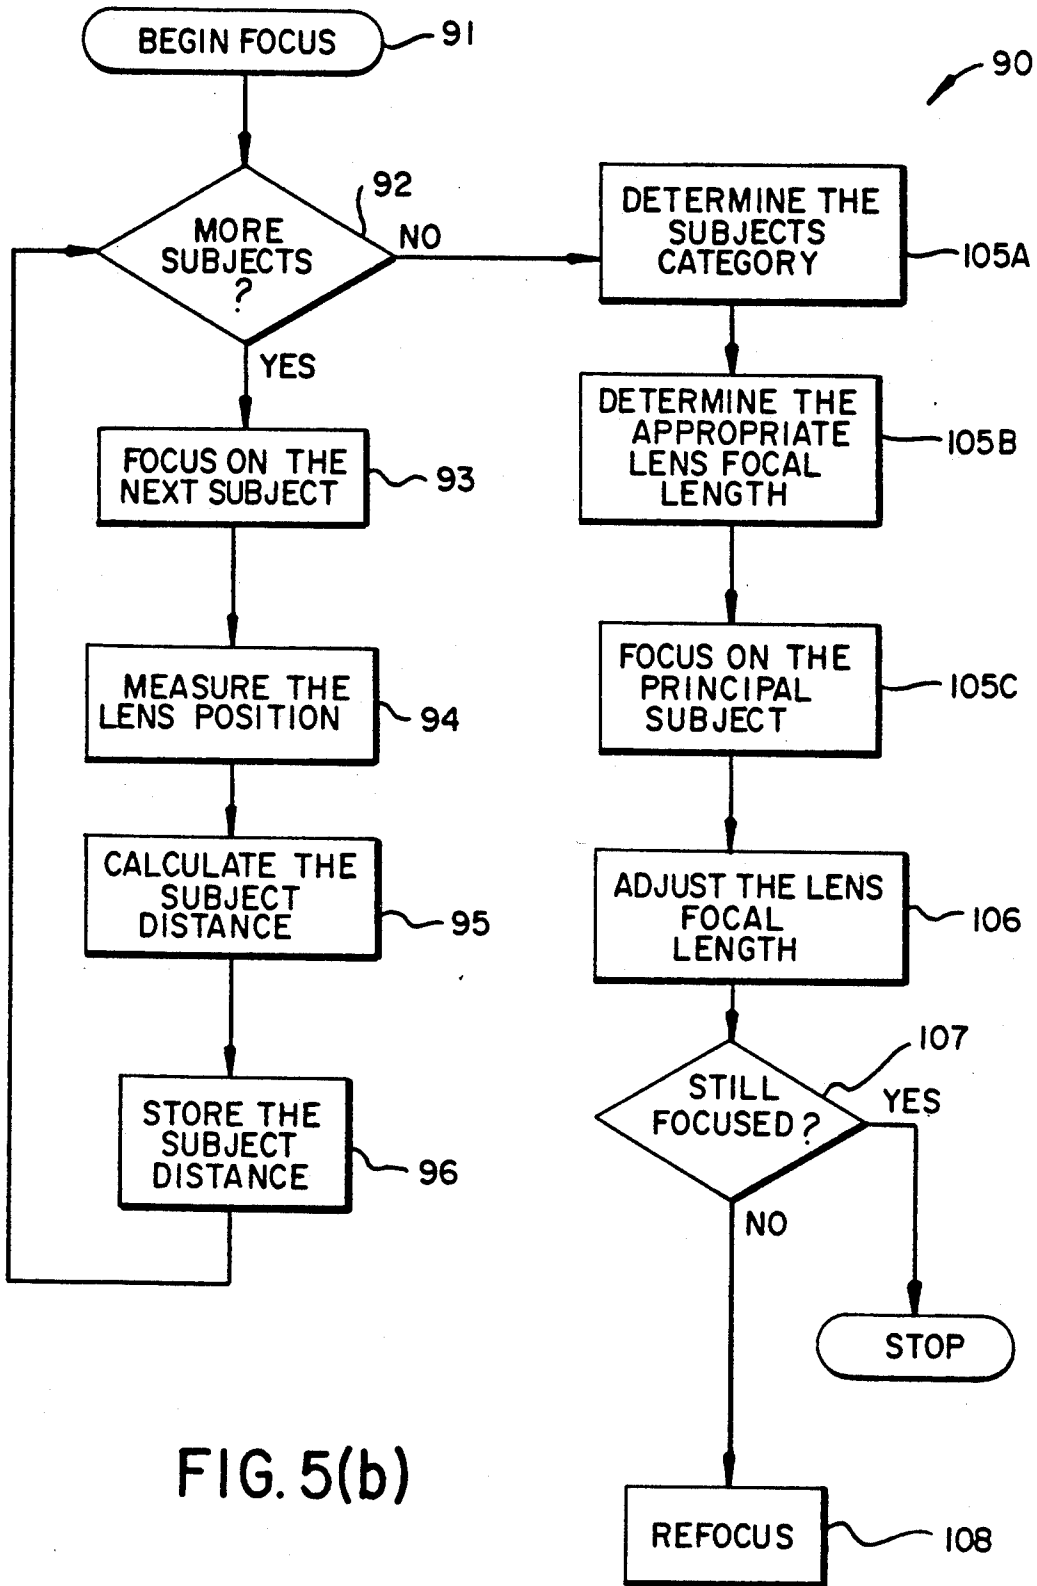 BEGIN FOCUS
91
90
MORE
SUBJECTS
?
92
NO
YES
FOCUS ON THE
NEXT SUBJECT
93
MEASURE THE
LENS POSITION
94
CALCULATE THE
SUBJECT
DISTANCE
95
STORE THE
SUBJECT
DISTANCE
96
DETERMINE THE
SUBJECTS
CATEGORY
105A
DETERMINE THE
APPROPRIATE
LENS FOCAL
LENGTH
105B
FOCUS ON THE
PRINCIPAL
SUBJECT
105C
ADJUST THE LENS
FOCAL
LENGTH
106
STILL
FOCUSED?
107
YES
NO
STOP
REFOCUS
108
FIG. 5(b)